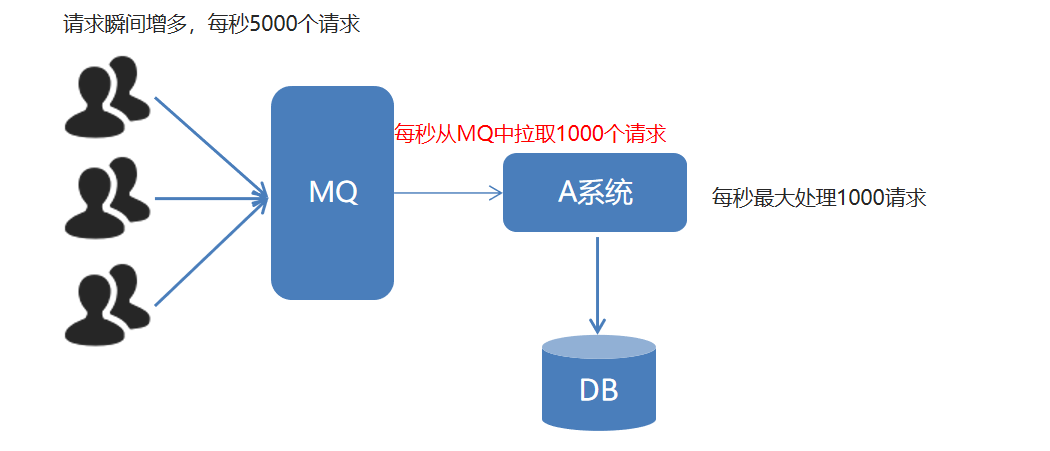 请求瞬间增多，每秒5000个请求
每秒从MQ中拉取1000个请求
MQ
A系统
每秒最大处理1000请求
DB